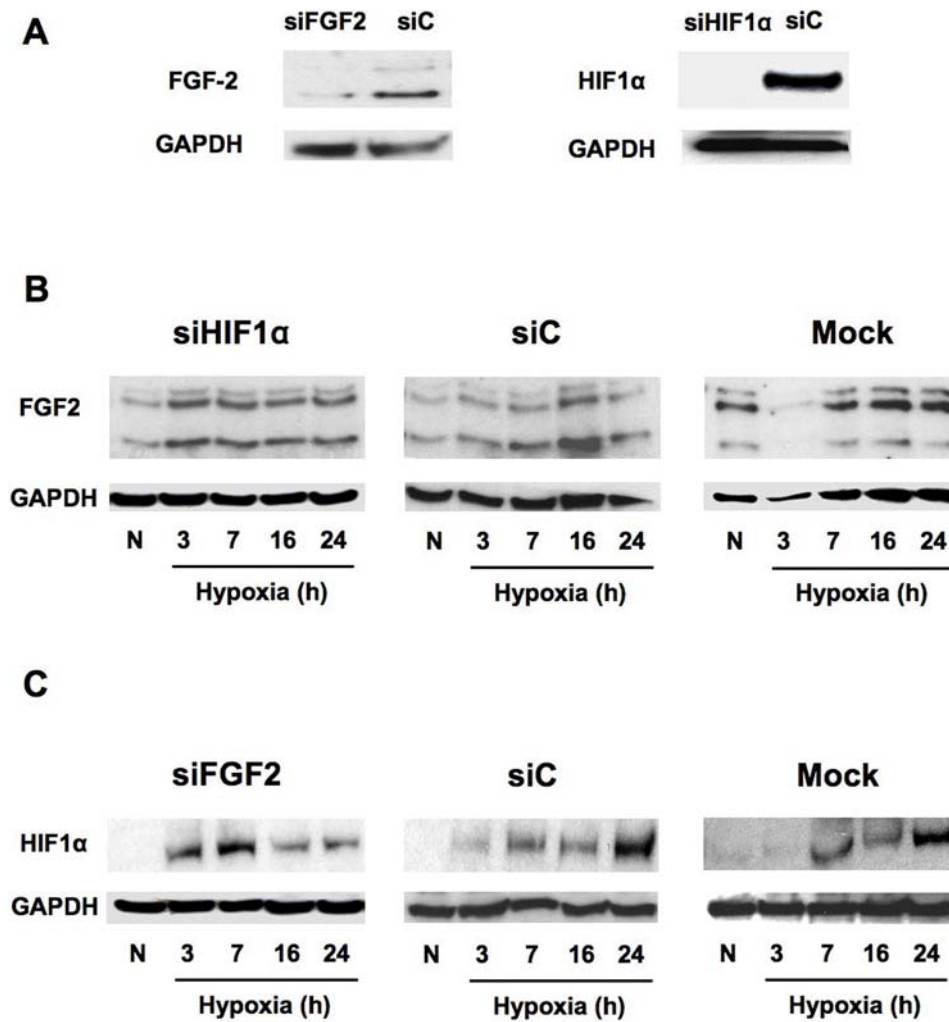 A
siFGF2 siC
siHIF1α siC
FGF-2
HIF1α
GAPDH
GAPDH
B
siHIF1α siC Mock
FGF2
GAPDH
N 3 7 16 24 N 3 7 16 24 N 3 7 16 24
Hypoxia (h) Hypoxia (h) Hypoxia (h)
C
siFGF2 siC Mock
HIF1α
GAPDH
N 3 7 16 24 N 3 7 16 24 N 3 7 16 24
Hypoxia (h) Hypoxia (h) Hypoxia (h)